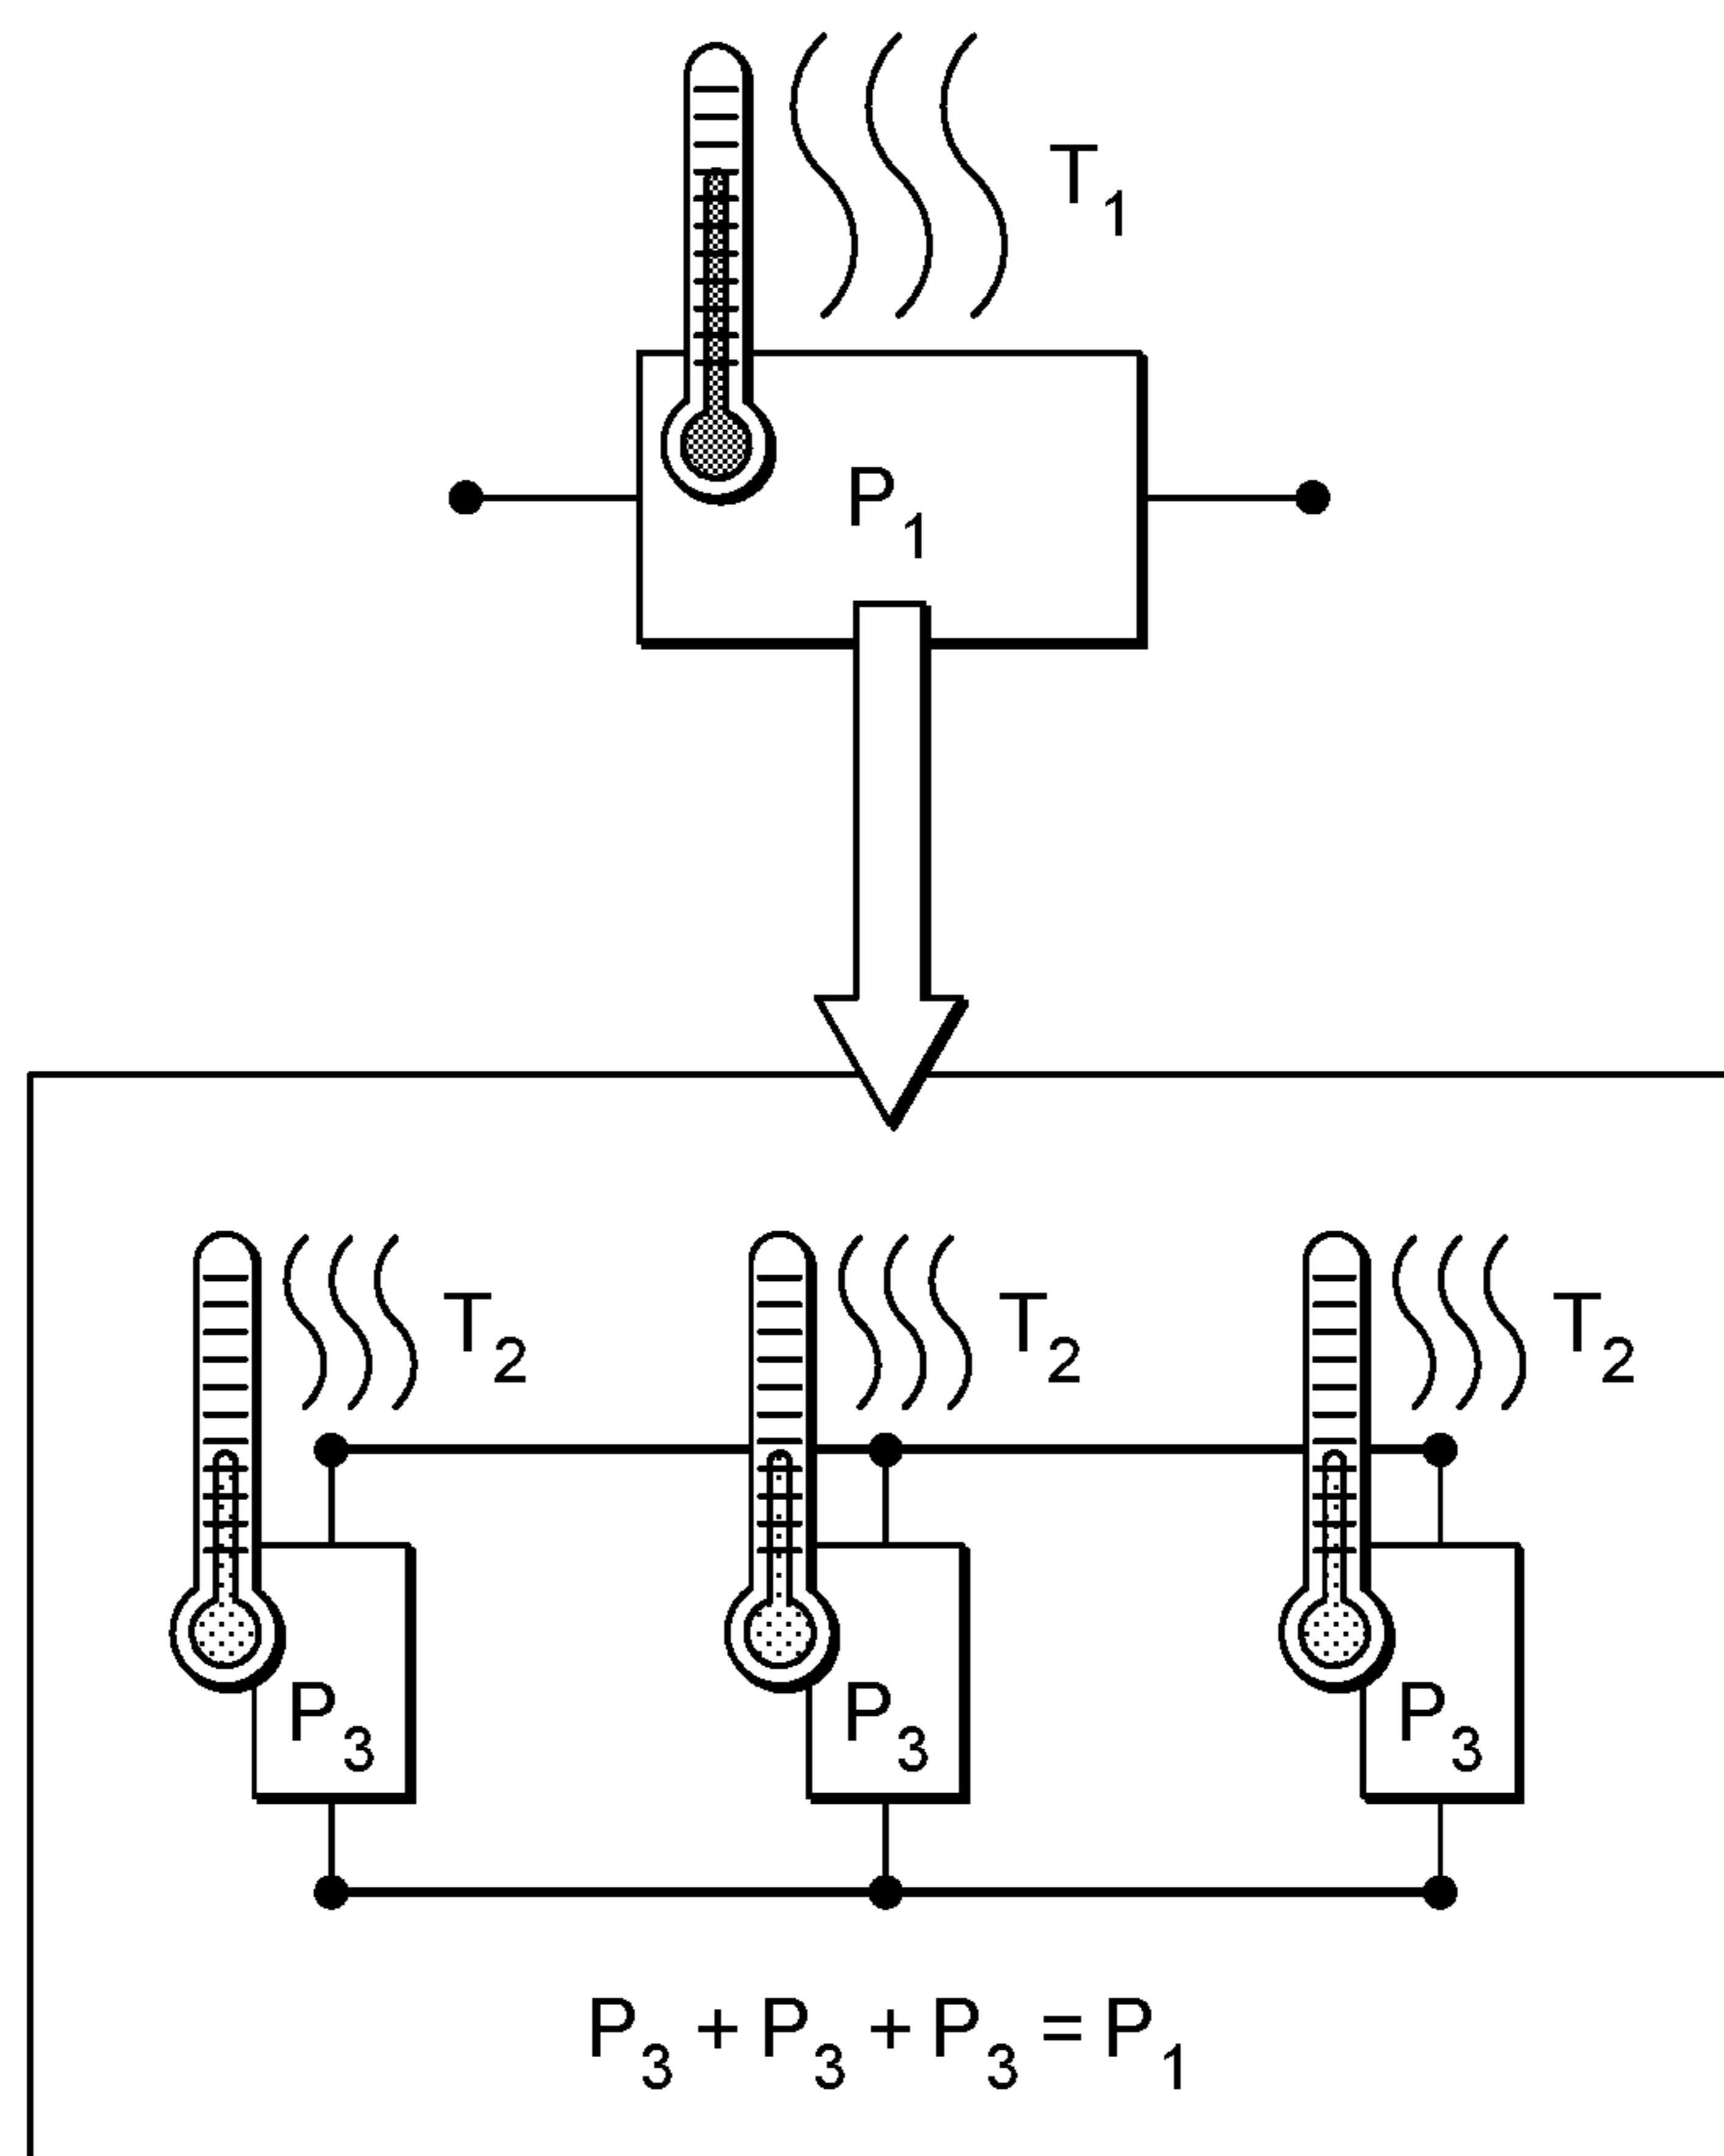 T1
P1
T2 T2 T2
P3 P3 P3
P3 + P3 + P3 = P1